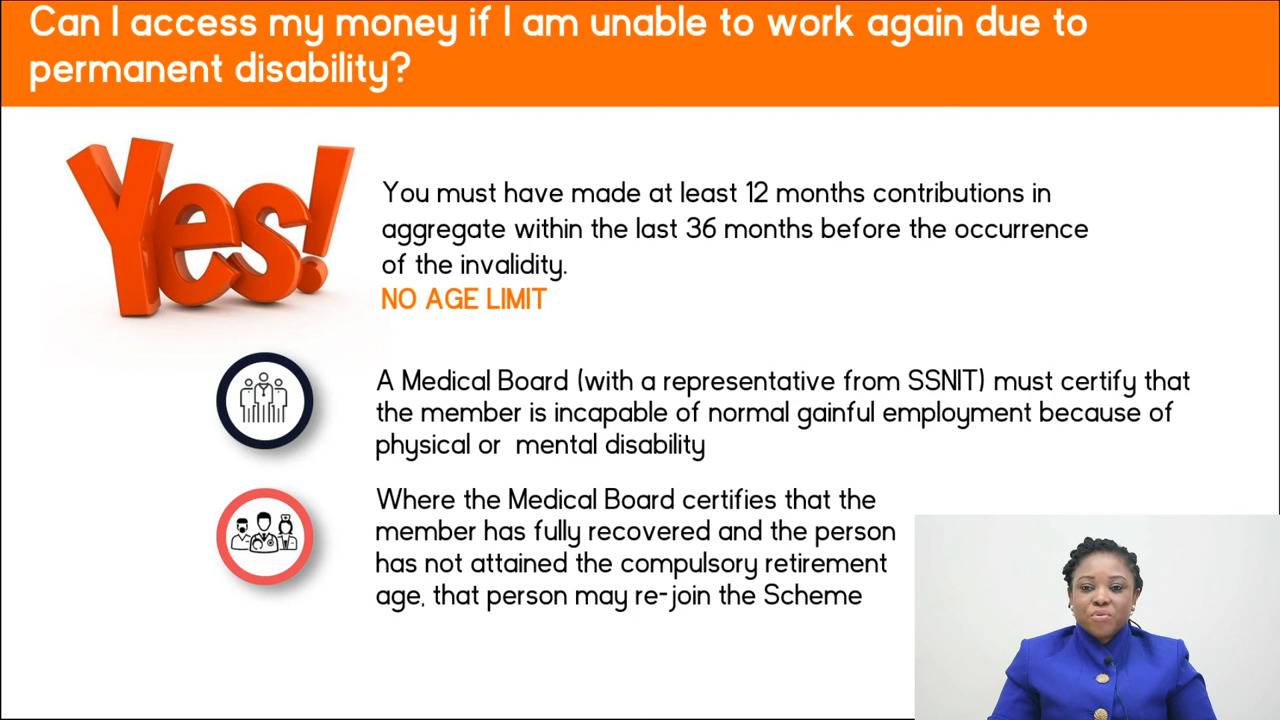 Can I access my money if I am unable to work again due to
permanent disability?
Yes!
You must have made at least 12 months contributions in
aggregate within the last 36 months before the occurrence
of the invalidity.
NO AGE LIMIT
A Medical Board (with a representative from SSNIT) must certify that
the member is incapable of normal gainful employment because of
physical or  mental disability
Where the Medical Board certifies that the
member has fully recovered and the person
has not attained the compulsory retirement
age, that person may re-join the Scheme